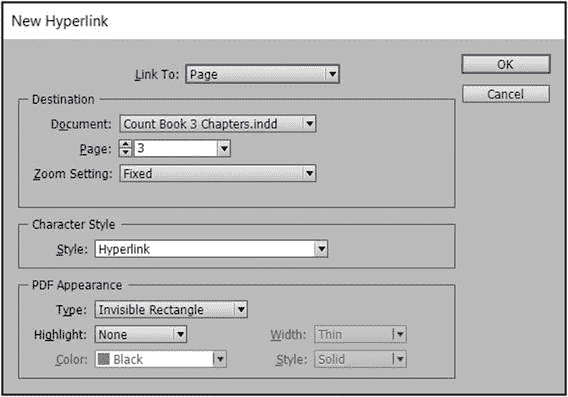 New Hyperlink
Link To: Page
OK
Cancel
Destination
Document: Count Book 3 Chapters.indd
Page: 3
Zoom Setting: Fixed
Character Style
Style: Hyperlink
PDF Appearance
Type: Invisible Rectangle
Highlight: None Width: Thin
Color: Black Style: Solid